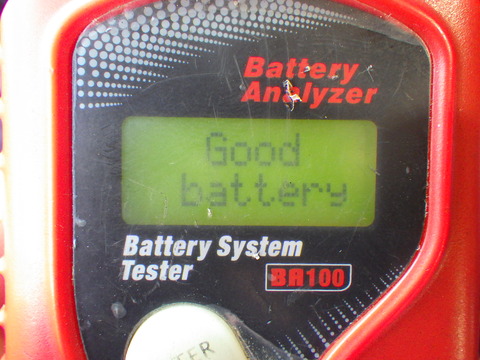 Battery
Analyzer
Good
battery
Battery System
Tester
BA100